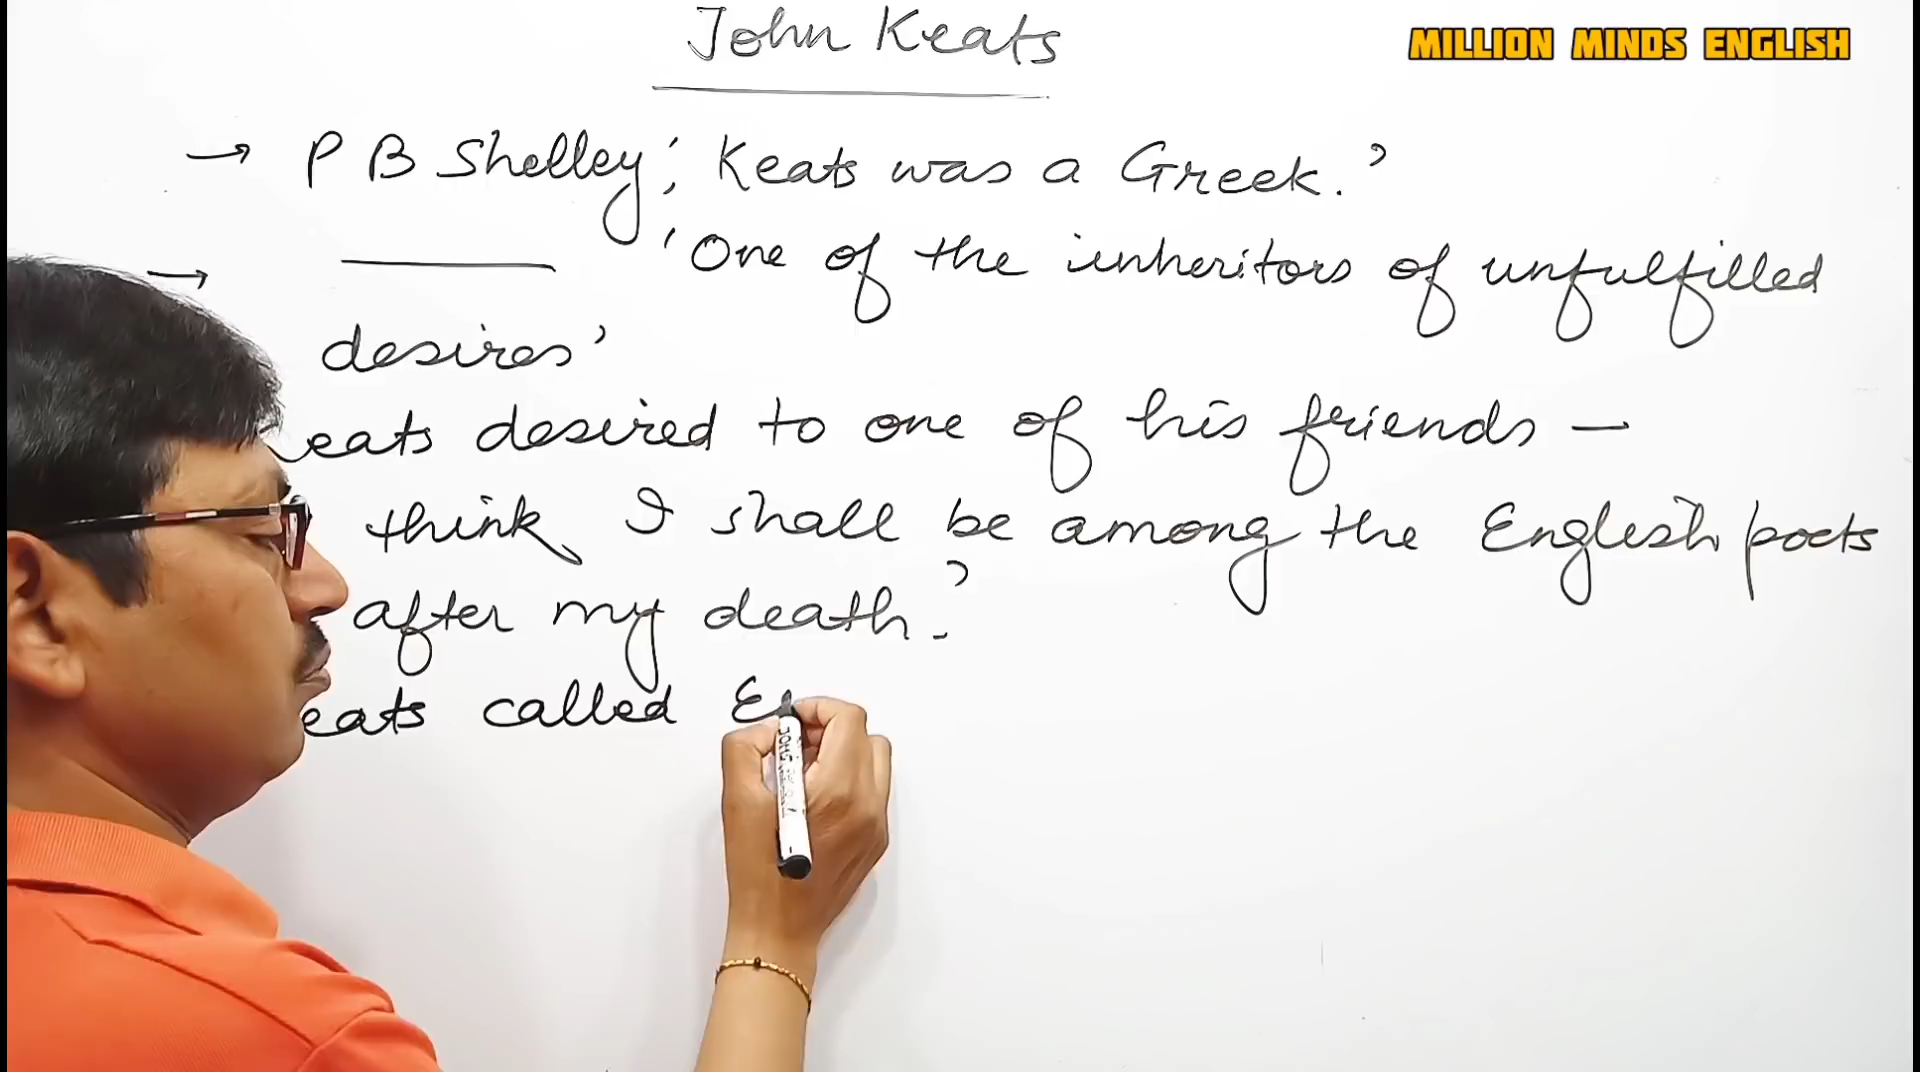 John Keats
MILLION MINDS ENGLISH
→ P B Shelley; 'Keats was a Greek.'
→ ——— 'One of the inheritors of unfulfilled
desires'
eats desired to one of his friends —
think I shall be among the English poets
after my death.'
eats called E